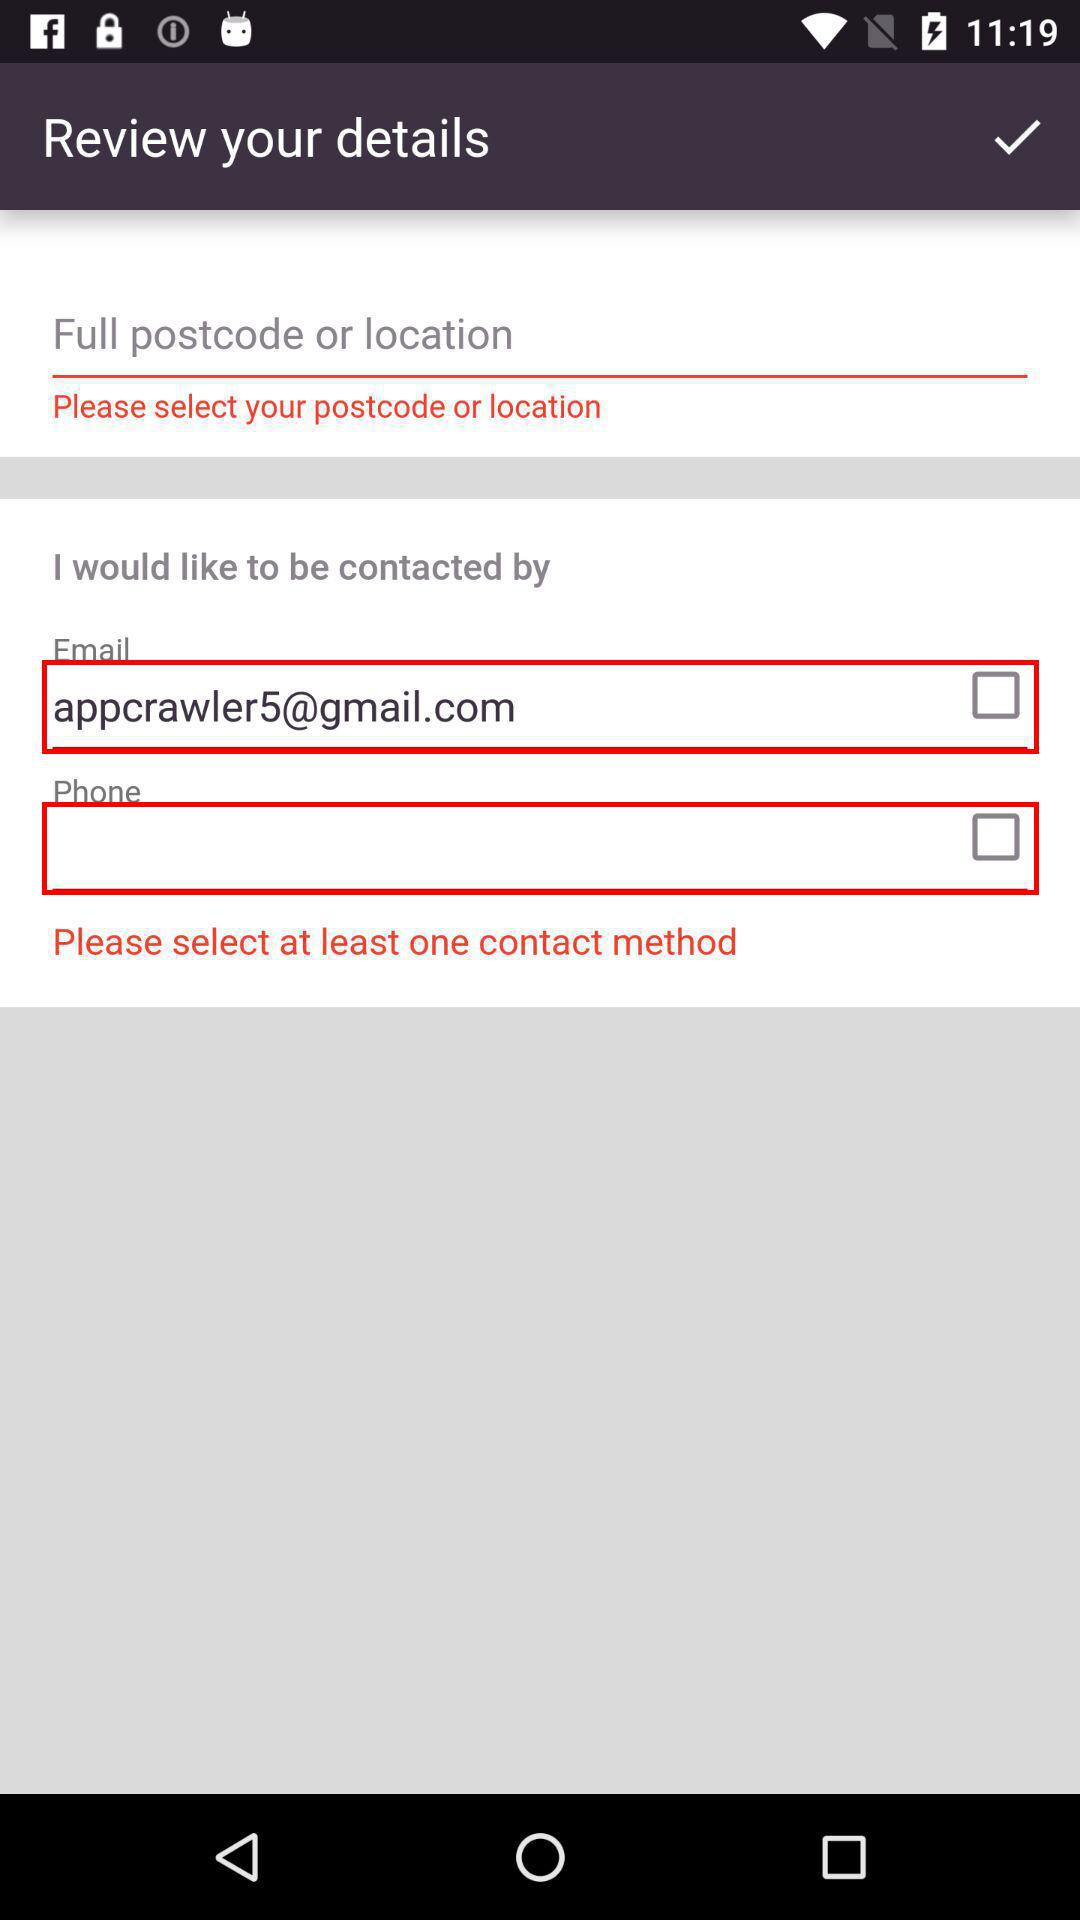 11:19
Review your details
Full postcode or location
Please select your postcode or location
I would like to be contacted by
Email
appcrawler5@gmail.com
Phone
Please select at least one contact method